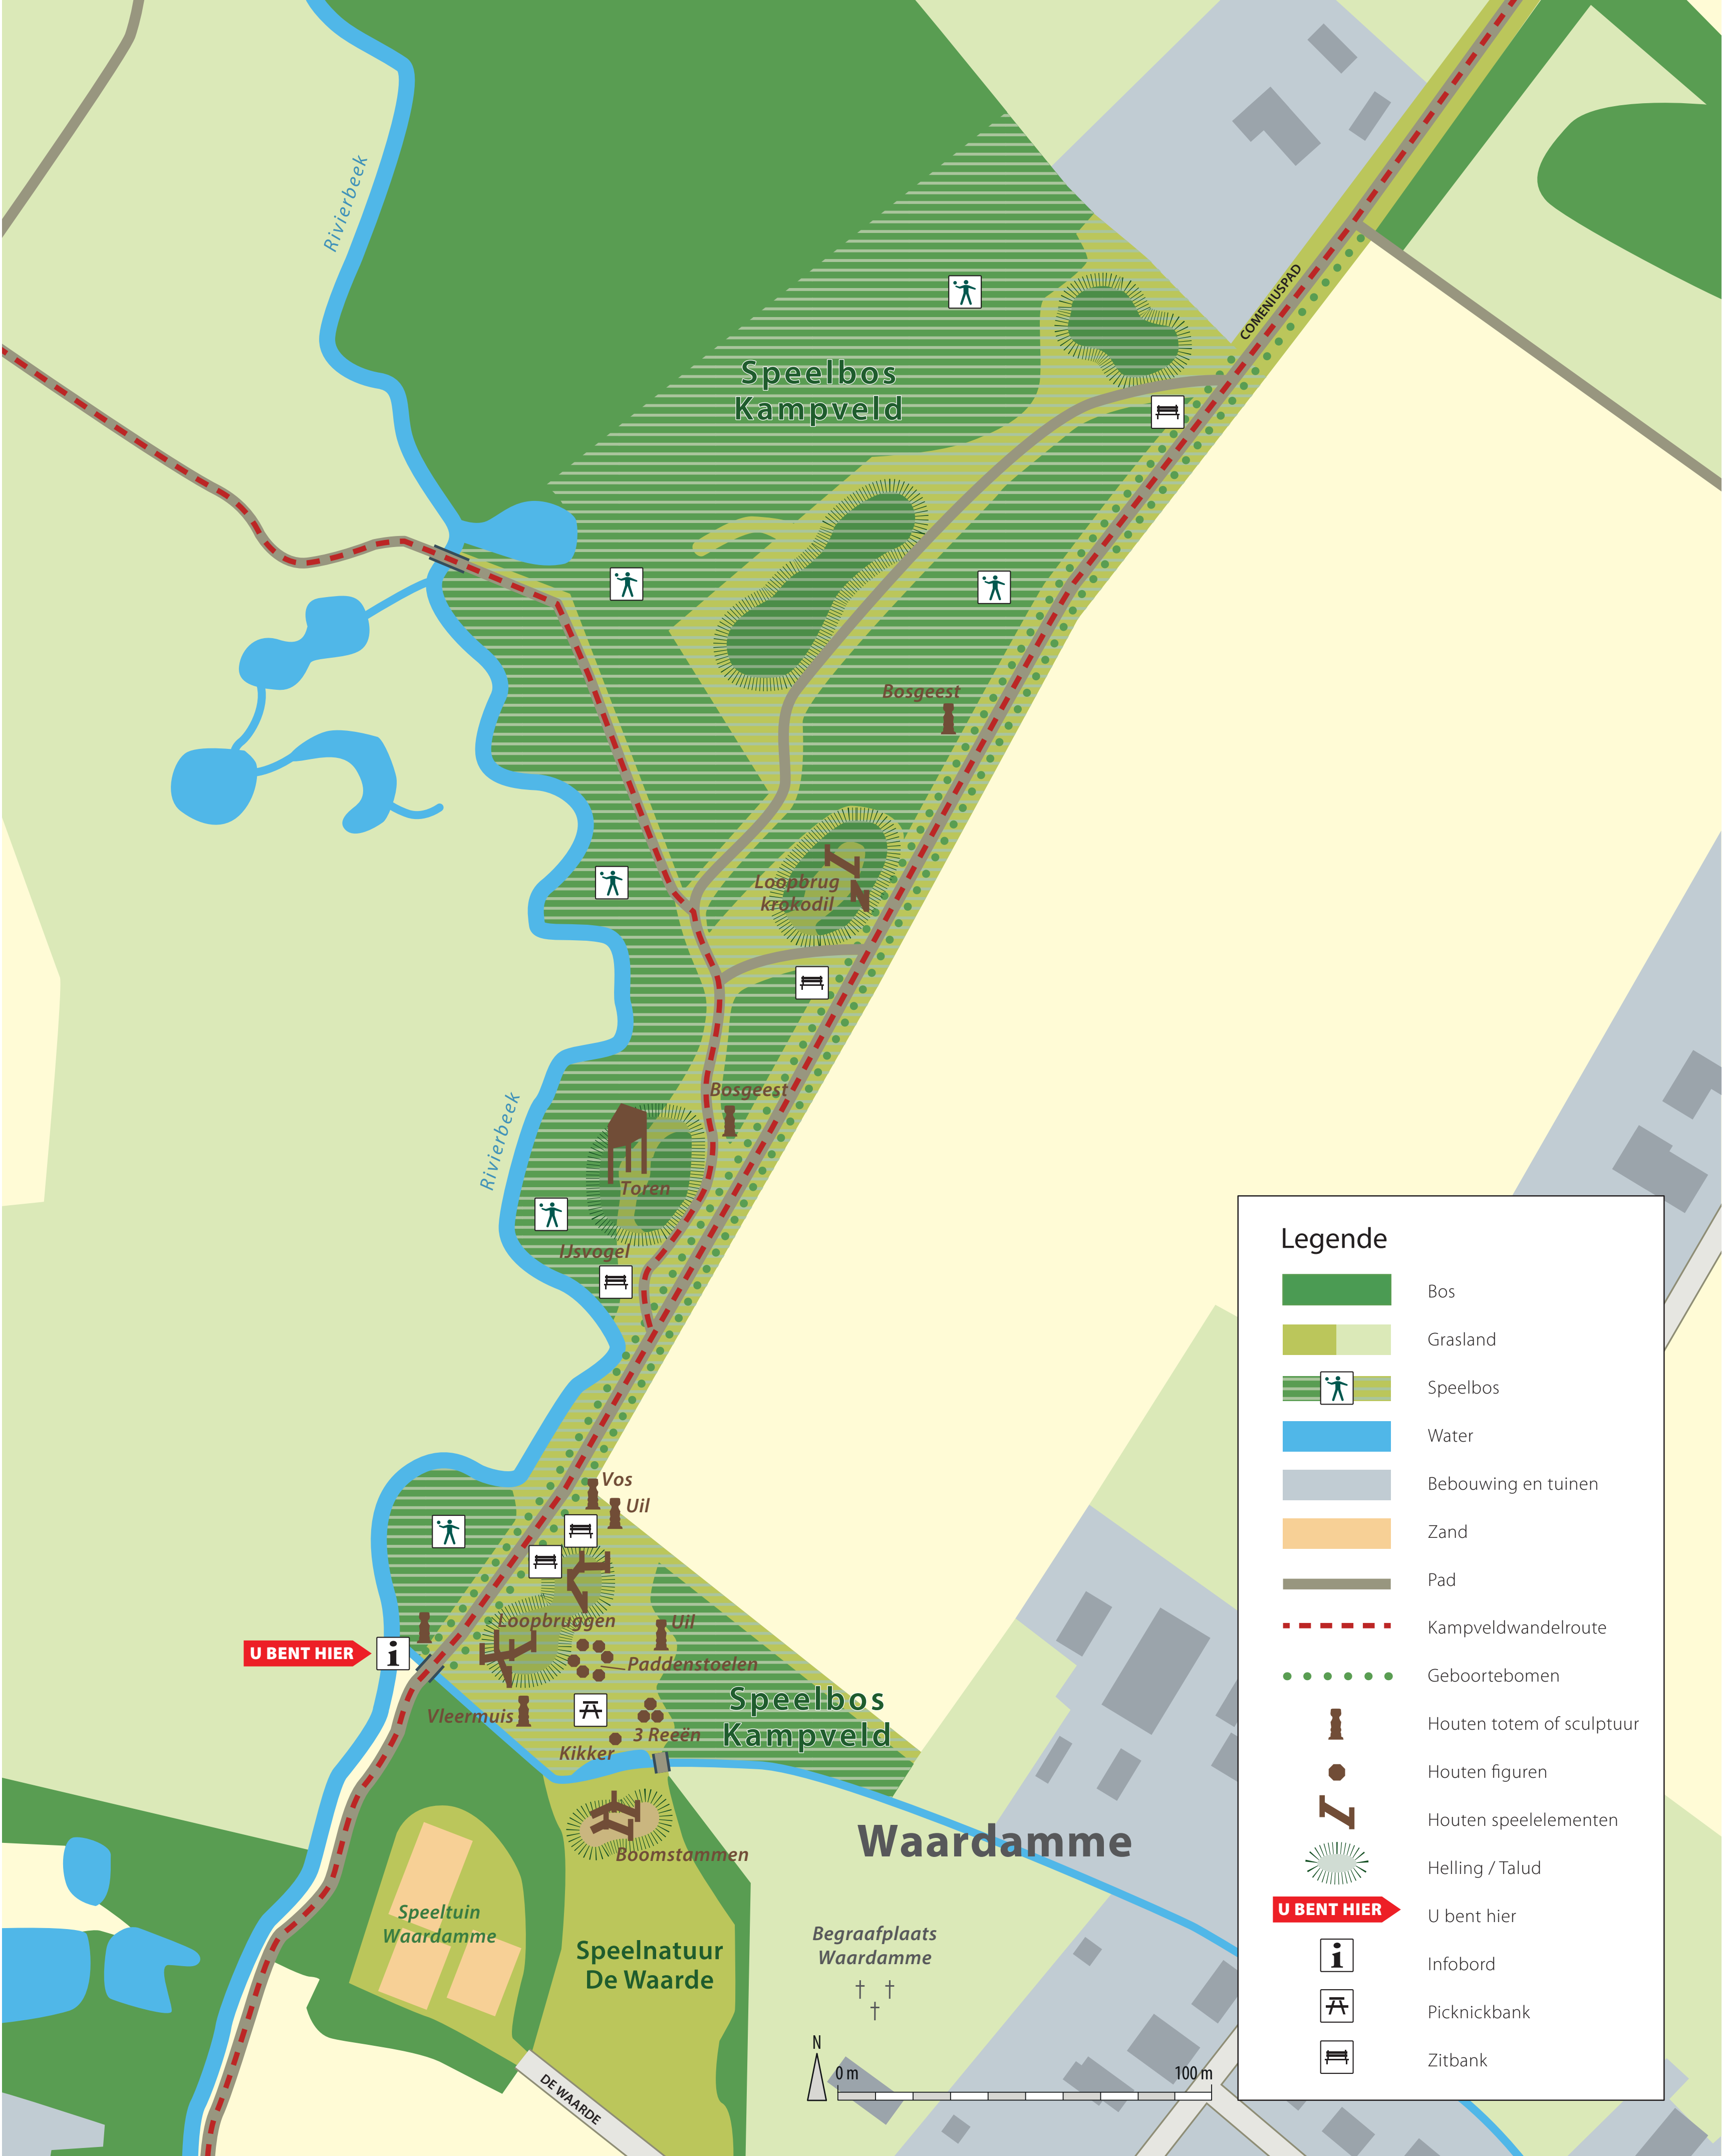 Rivierbeek
COMENIUSPAD
Speelbos
Kampveld
Bosgeest
Loopbrug
krokodil
Bosgeest
Rivierbeek
Toren
IJsvogel
Vos
Uil
Loopbruggen
Uil
U BENT HIER
i
Paddenstoelen
Vleermuis
3 Reeën
Kikker
Speelbos
Kampveld
Boomstammen
Waardamme
Speeltuin
Waardamme
Speelnatuur
De Waarde
Begraafplaats
Waardamme
DE WAARDE
N
0 m
100 m
Legende
Bos
Grasland
Speelbos
Water
Bebouwing en tuinen
Zand
Pad
Kampveldwandelroute
Geboortebomen
Houten totem of sculptuur
Houten figuren
Houten speelelementen
Helling / Talud
U BENT HIER
U bent hier
i
Infobord
Picknickbank
Zitbank